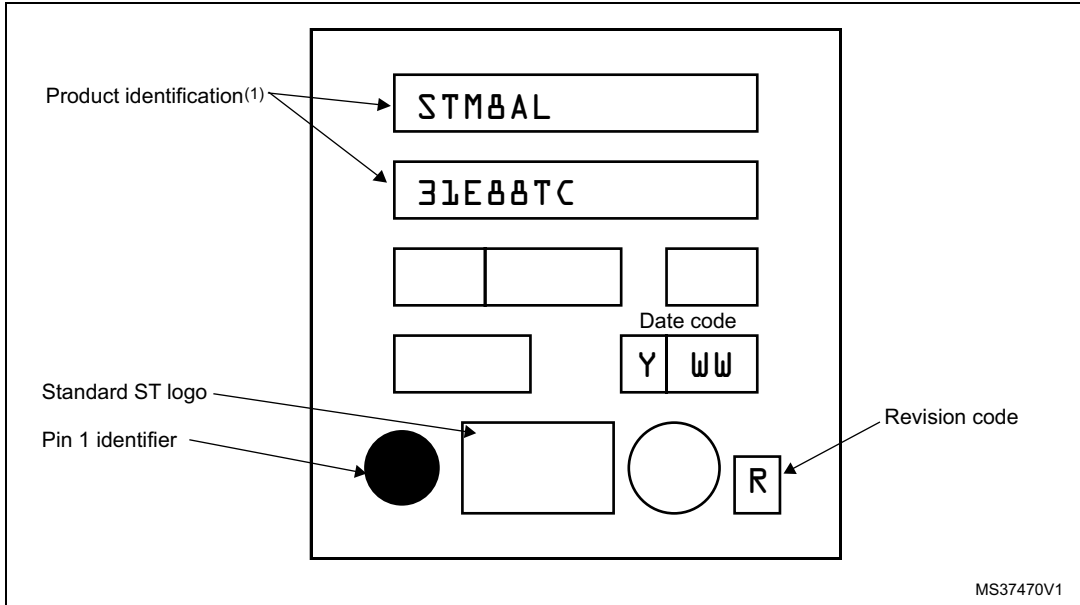 Product identification(1)
STM8AL
31E88TC
Date code
Y WW
Standard ST logo
Pin 1 identifier
Revision code
R
MS37470V1